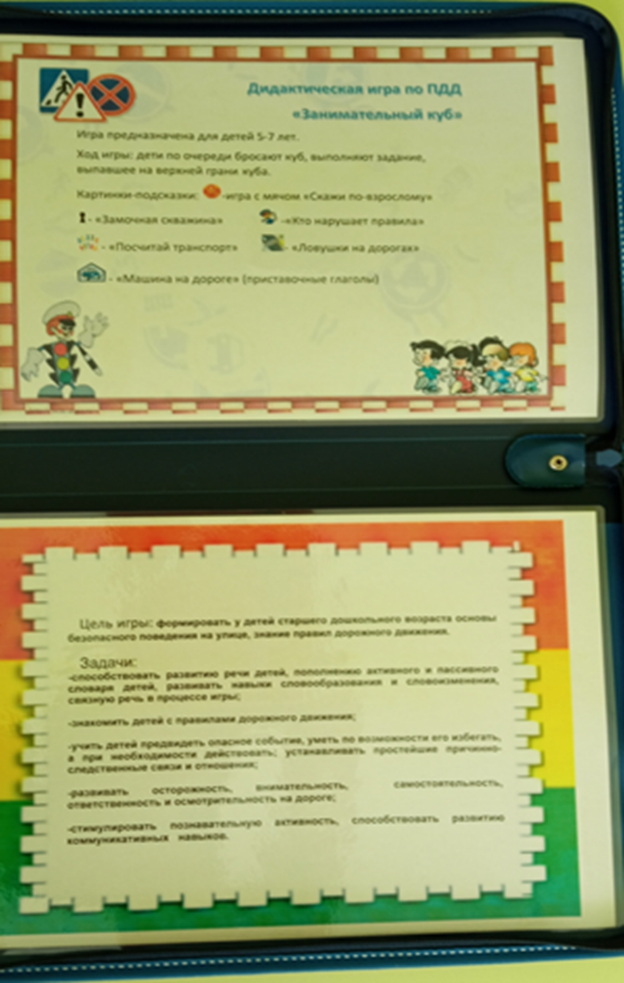 Дидактическая игра по ПДД
«Занимательный куб»
Игра предназначена для детей 5-7 лет.
Ход игры: дети по очереди бросают куб, выполняют задание,
выпавшее на верхней грани куба.
Картинки-подсказки: -игра с мячом «Скажи по-взрослому»
- «Замочная скважина» -«Кто нарушает правила»
- «Посчитай транспорт» - «Ловушки на дорогах»
- «Машина на дороге» (приставочные глаголы)
Цель игры: формировать у детей старшего дошкольного возраста основы
безопасного поведения на улице, знание правил дорожного движения.
Задачи:
-способствовать развитию речи детей, пополнению активного и пассивного
словаря детей, развивать навыки словообразования и словоизменения,
связную речь в процессе игры;
-знакомить детей с правилами дорожного движения;
-учить детей предвидеть опасное событие, уметь по возможности его избегать,
а при необходимости действовать; устанавливать простейшие причинно-
следственные связи и отношения;
-развивать осторожность, внимательность, самостоятельность,
ответственность и осмотрительность на дороге;
-стимулировать познавательную активность, способствовать развитию
коммуникативных навыков.